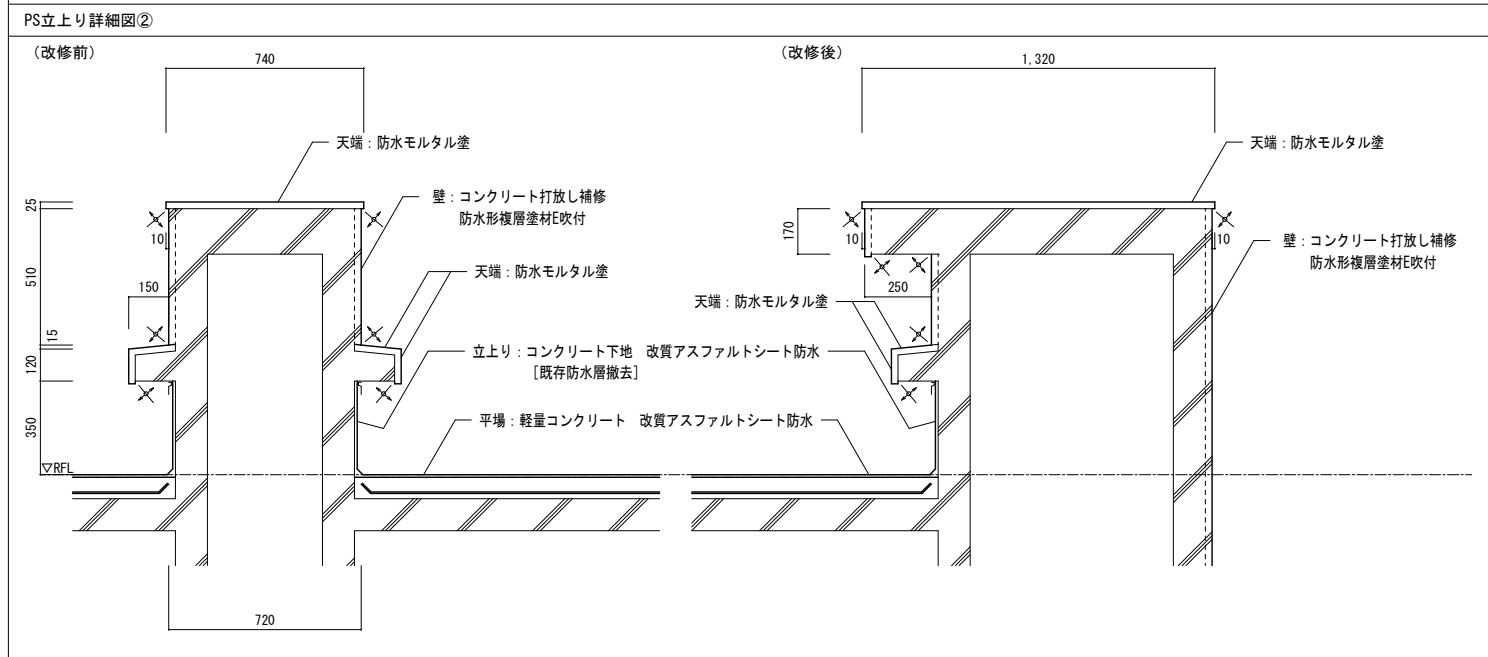 PS立上り詳細図②
(改修前)
740
天端：防水モルタル塗
壁：コンクリート打放し補修
防水形複層塗材E吹付
天端：防水モルタル塗
立上り：コンクリート下地　改質アスファルトシート防水
[既存防水層撤去]
平場：軽量コンクリート　改質アスファルトシート防水
25
510
15
120
350
10
150
▽RFL
720
(改修後)
1,320
天端：防水モルタル塗
170
10
10
250
壁：コンクリート打放し補修
防水形複層塗材E吹付
天端：防水モルタル塗